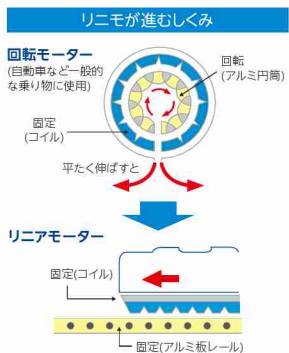 リニモが進むしくみ
回転モーター
(自動車など一般的
な乗り物に使用)
回転
(アルミ円筒)
固定
(コイル)
平たく伸ばすと
リニアモーター
固定(コイル)
固定(アルミ板レール)